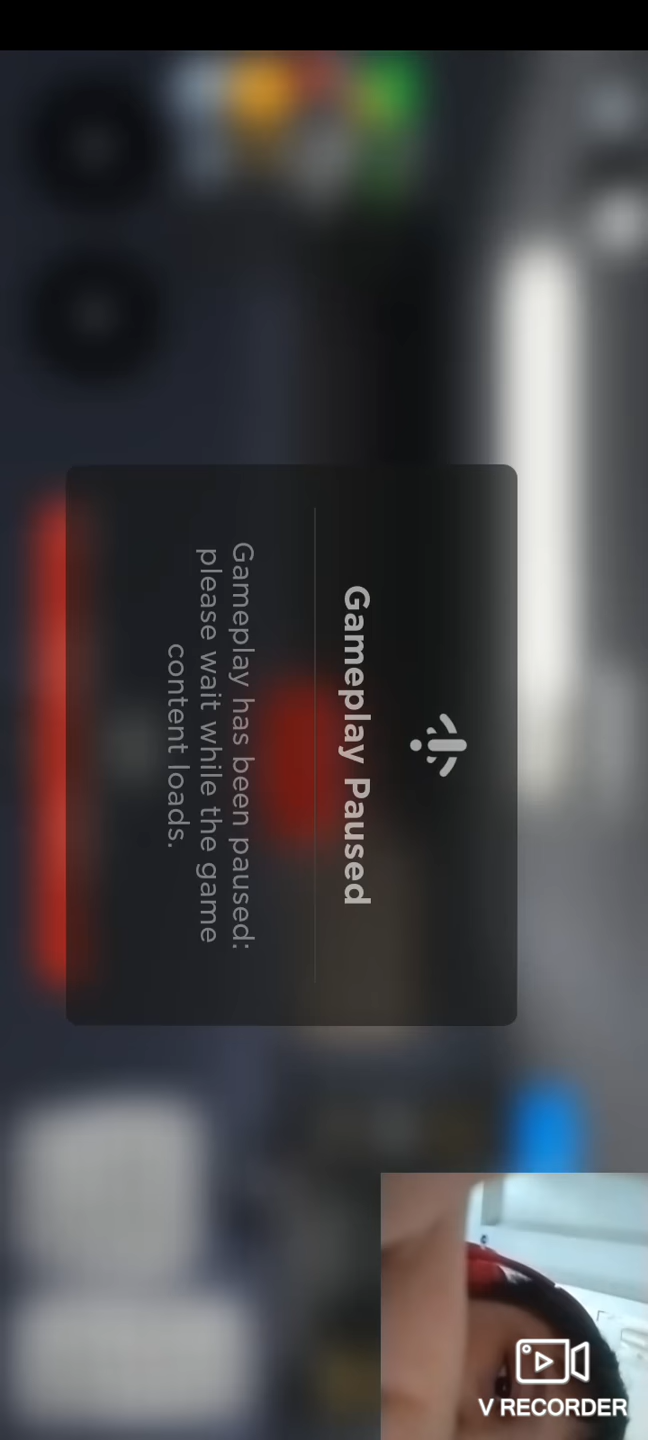 Gameplay Paused
Gameplay has been paused:
please wait while the game
content loads.
V RECORDER